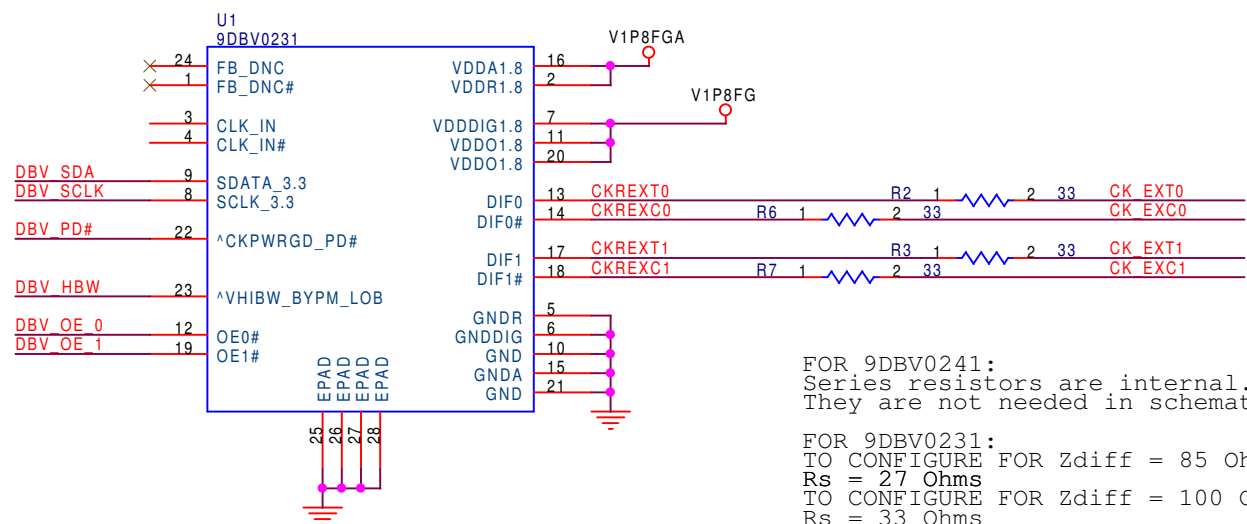 U1
9DBV0231
24 FB_DNC
1 FB_DNC#
3 CLK_IN
4 CLK_IN#
DBV_SDA 9 SDATA_3.3
DBV_SCLK 8 SCLK_3.3
DBV_PD# 22 ^CKPWRGD_PD#
DBV_HBW 23 ^VHIBW_BYPM_LOB
DBV_OE_0 12 OE0#
DBV_OE_1 19 OE1#
EPAD EPAD EPAD EPAD
25 26 27 28
V1P8FGA
VDDA1.8 16
VDDR1.8 2
V1P8FG
VDDDIG1.8 7
VDDO1.8 11
VDDO1.8 20
DIF0 13 CKREXT0 R2 1 2 33 CK_EXT0
DIF0# 14 CKREXC0 R6 1 2 33 CK_EXC0
DIF1 17 CKREXT1 R3 1 2 33 CK_EXT1
DIF1# 18 CKREXC1 R7 1 2 33 CK_EXC1
GNDR 5
GNDDIG 6
GND 10
GNDA 15
GND 21
FOR 9DBV0241:
Series resistors are internal.
They are not needed in schemat
FOR 9DBV0231:
TO CONFIGURE FOR Zdiff = 85 Oh
Rs = 27 Ohms
TO CONFIGURE FOR Zdiff = 100 O
Rs = 33 Ohms